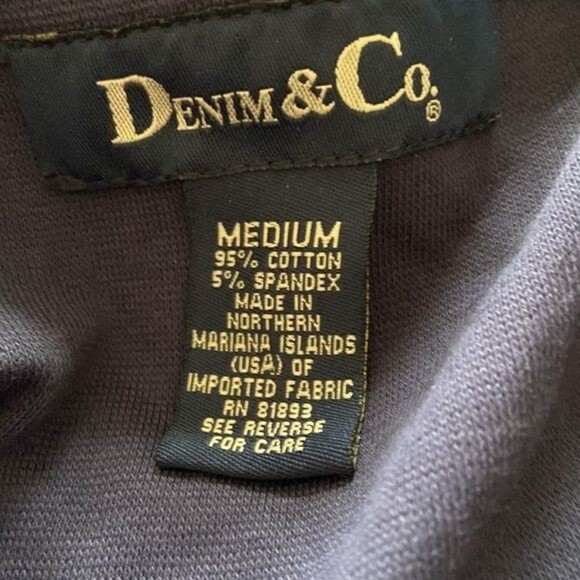 DENIM & CO.®
MEDIUM
95% COTTON
5% SPANDEX
MADE IN
NORTHERN
MARIANA ISLANDS
(USA) OF
IMPORTED FABRIC
RN 81893
SEE REVERSE
FOR CARE